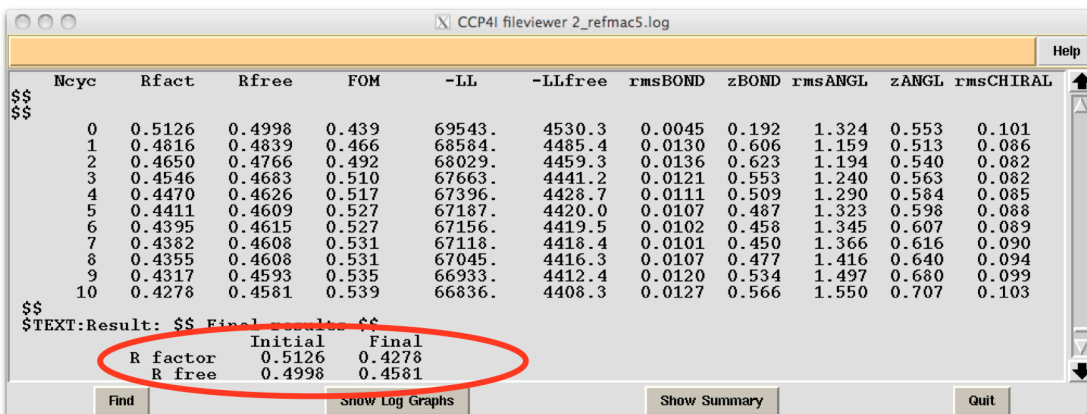 CCP4I fileviewer 2_refmac5.log
Help
Ncyc Rfact Rfree FOM -LL -LLfree rmsBOND zBOND rmsANGL zANGL rmsCHIRAL
$$
$$
0 0.5126 0.4998 0.439 69543. 4530.3 0.0045 0.192 1.324 0.553 0.101
1 0.4816 0.4839 0.466 68584. 4485.4 0.0130 0.606 1.159 0.513 0.086
2 0.4650 0.4766 0.492 68029. 4459.3 0.0136 0.623 1.194 0.540 0.082
3 0.4546 0.4683 0.510 67663. 4441.2 0.0121 0.553 1.240 0.563 0.082
4 0.4470 0.4626 0.517 67396. 4428.7 0.0111 0.509 1.290 0.584 0.085
5 0.4411 0.4609 0.527 67187. 4420.0 0.0107 0.487 1.323 0.598 0.088
6 0.4395 0.4615 0.527 67156. 4419.5 0.0102 0.458 1.345 0.607 0.089
7 0.4382 0.4608 0.531 67118. 4418.4 0.0101 0.450 1.366 0.616 0.090
8 0.4355 0.4608 0.531 67045. 4416.3 0.0107 0.477 1.416 0.640 0.094
9 0.4317 0.4593 0.535 66933. 4412.4 0.0120 0.534 1.497 0.680 0.099
10 0.4278 0.4581 0.539 66836. 4408.3 0.0127 0.566 1.550 0.707 0.103
$$
$TEXT:Result: $$ Final results $$
Initial Final
R factor 0.5126 0.4278
R free 0.4998 0.4581
Find Show Log Graphs Show Summary Quit